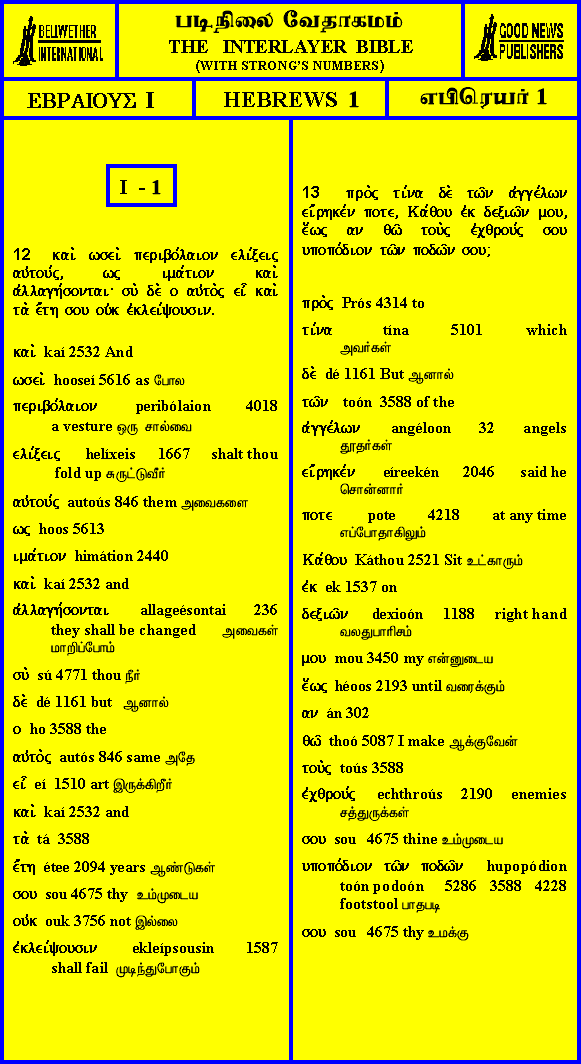 BELLWETHER
INTERNATIONAL
படிநிலை வேதாகமம்
THE INTERLAYER BIBLE
(WITH STRONG'S NUMBERS)
GOOD NEWS
PUBLISHERS
ΕΒΡΑΙΟΥΣ I
HEBREWS 1
எபிரெயர் 1
I - 1
12 καὶ ωσεὶ περιβόλαιον ελίξεις
αὐτούς, ως ιμάτιον καὶ
ἀλλαγήσονται· σὺ δὲ ο αὐτὸς εἶ καὶ
τὰ ἔτη σου οὐκ ἐκλείψουσιν.
καὶ kaí 2532 And
ωσεὶ hooseí 5616 as போல
περιβόλαιον peribólaion 4018
a vesture ஒரு சால்வை
ελίξεις helíxeis 1667 shalt thou
fold up சுருட்டுவீர்
αὐτούς autoús 846 them அவைகளை
ως hoos 5613
ιμάτιον himátion 2440
καὶ kaí 2532 and
ἀλλαγήσονται allageésontai 236
they shall be changed அவைகள்
மாறிப்போம்
σὺ sú 4771 thou நீர்
δὲ dé 1161 but ஆனால்
ο ho 3588 the
αὐτὸς autós 846 same அதே
εἶ eí 1510 art இருக்கிறீர்
καὶ kaí 2532 and
τὰ tá 3588
ἔτη étee 2094 years ஆண்டுகள்
σου sou 4675 thy உம்முடைய
οὐκ ouk 3756 not இல்லை
ἐκλείψουσιν ekleípsousin 1587
shall fail முடிந்துபோகும்
13 πρὸς τίνα δὲ τῶν ἀγγέλων
εἴρηκέν ποτε, Κάθου ἐκ δεξιῶν μου,
ἕως αν θῶ τοὺς ἐχθρούς σου
υποπόδιον τῶν ποδῶν σου;
πρὸς Prós 4314 to
τίνα tína 5101 which
அவர்கள்
δὲ dé 1161 But ஆனால்
τῶν toón 3588 of the
ἀγγέλων angéloon 32 angels
தூதர்கள்
εἴρηκέν eíreekén 2046 said he
சொன்னார்
ποτε pote 4218 at any time
எப்போதாகிலும்
Κάθου Káthou 2521 Sit உட்காரும்
ἐκ ek 1537 on
δεξιῶν dexioón 1188 right hand
வலதுபாரிசம்
μου mou 3450 my என்னுடைய
ἕως héoos 2193 until வரைக்கும்
αν án 302
θῶ thoó 5087 I make ஆக்குவேன்
τοὺς toús 3588
ἐχθρούς echthroús 2190 enemies
சத்துருக்கள்
σου sou 4675 thine உம்முடைய
υποπόδιον τῶν ποδῶν hupopódion
toón podoón 5286 3588 4228
footstool பாதபடி
σου sou 4675 thy உமக்கு